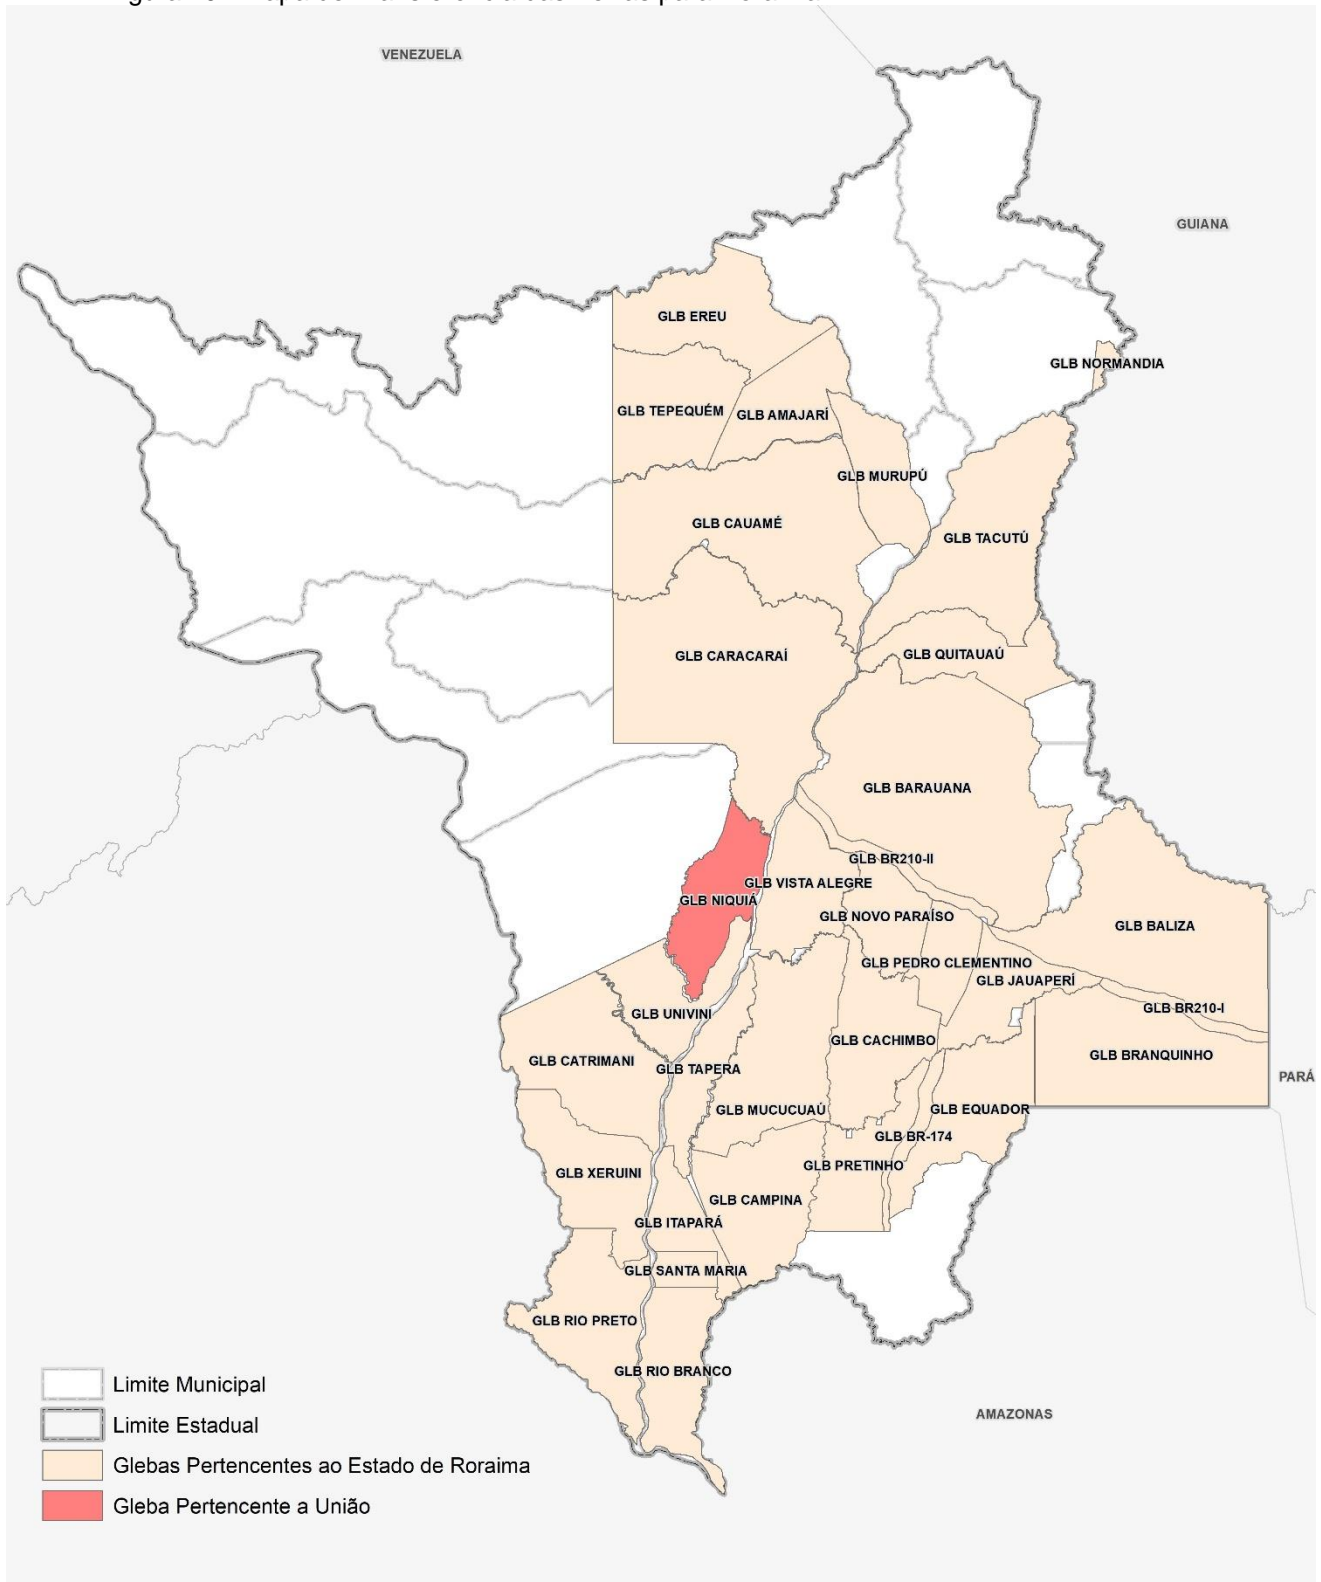 VENEZUELA
GUIANA
GLB EREU
GLB NORMANDIA
GLB TEPEQUÉM
GLB AMAJARÍ
GLB MURUPÚ
GLB CAUAMÉ
GLB TACUTÚ
GLB CARACARAÍ
GLB QUITAUAÚ
GLB BARAUANA
GLB BR210-II
GLB VISTA ALEGRE
GLB NIQUIÁ
GLB NOVO PARAÍSO
GLB BALIZA
GLB PEDRO CLEMENTINO
GLB JAUAPERÍ
GLB BR210-I
GLB UNIVINI
GLB CACHIMBO
GLB BRANQUINHO
GLB CATRIMANI
GLB TAPERA
PARÁ
GLB MUCUCUAÚ
GLB EQUADOR
GLB BR-174
GLB PRETINHO
GLB XERUINI
GLB CAMPINA
GLB ITAPARÁ
GLB SANTA MARIA
GLB RIO PRETO
GLB RIO BRANCO
AMAZONAS
Limite Municipal
Limite Estadual
Glebas Pertencentes ao Estado de Roraima
Gleba Pertencente a União